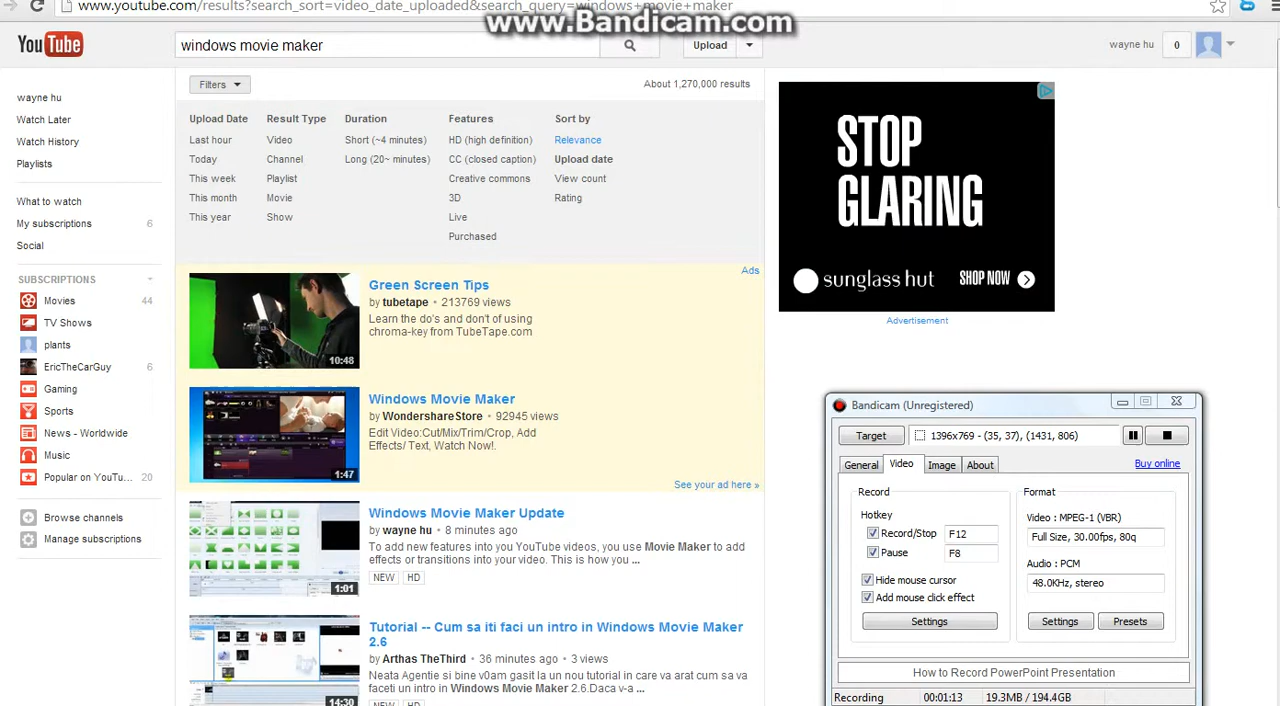 www.youtube.com/results?search_sort=video_date_uploaded&search_query=windows+movie+maker
www.Bandicam.com
YouTube
windows movie maker
Upload
wayne hu
0
Filters
About 1,270,000 results
wayne hu
Watch Later
Watch History
Playlists
What to watch
My subscriptions 6
Social
SUBSCRIPTIONS
Movies 44
TV Shows
plants
EricTheCarGuy 6
Gaming
Sports
News - Worldwide
Music
Popular on YouTu... 20
Browse channels
Manage subscriptions
Upload Date Result Type Duration Features Sort by
Last hour Video Short (~4 minutes) HD (high definition) Relevance
Today Channel Long (20~ minutes) CC (closed caption) Upload date
This week Playlist Creative commons View count
This month Movie 3D Rating
This year Show Live
Purchased
Ads
Green Screen Tips
by tubetape • 213769 views
Learn the do's and don't of using
chroma-key from TubeTape.com
10:48
Windows Movie Maker
by WondershareStore • 92945 views
Edit Video:Cut/Mix/Trim/Crop, Add
Effects/ Text, Watch Now!.
1:47
See your ad here »
Windows Movie Maker Update
by wayne hu • 8 minutes ago
To add new features into you YouTube videos, you use Movie Maker to add
effects or transitions into your video. This is how you ...
NEW HD
1:01
Tutorial -- Cum sa iti faci un intro in Windows Movie Maker
2.6
by Arthas TheThird • 36 minutes ago • 3 views
Neata Agentie si bine v0am gasit la un nou tutorial in care va arat cum sa
va faceti un intro in Windows Movie Maker 2.6.Daca v-a ...
NEW HD
14:30
STOP
GLARING
sunglass hut SHOP NOW
Advertisement
Bandicam (Unregistered)
Target 1396x769 - (35, 37), (1431, 806)
General Video Image About Buy online
Record
Hotkey
Record/Stop F12
Pause F8
Hide mouse cursor
Add mouse click effect
Settings
Format
Video : MPEG-1 (VBR)
Full Size, 30.00fps, 80q
Audio : PCM
48.0KHz, stereo
Settings Presets
How to Record PowerPoint Presentation
Recording 00:01:13 19.3MB / 194.4GB